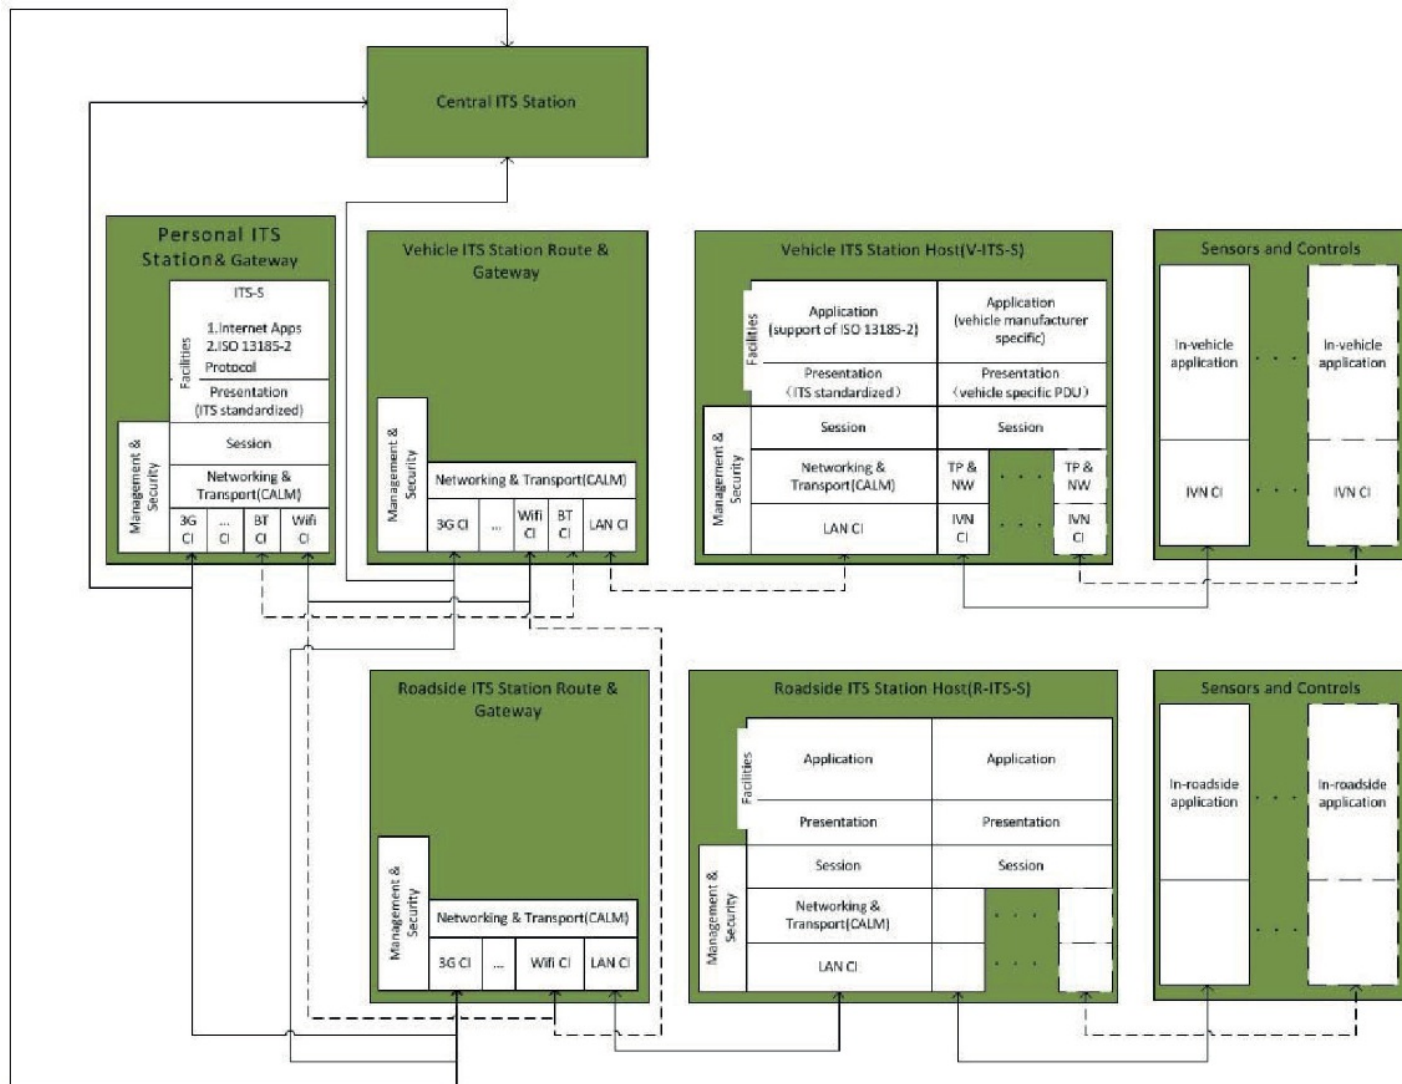 Central ITS Station
Personal ITS
Station& Gateway
ITS-S
1.Internet Apps
2.ISO 13185-2
Protocol
Facilities
Presentation
(ITS standardized)
Session
Networking &
Transport(CALM)
Management &
Security
3G
CI
...
CI
BT
CI
Wifi
CI
Vehicle ITS Station Route &
Gateway
Management &
Security
Networking & Transport(CALM)
3G CI
...
Wifi
CI
BT
CI
LAN CI
Vehicle ITS Station Host(V-ITS-S)
Facilities
Application
(support of ISO 13185-2)
Application
(vehicle manufacturer
specific)
Presentation
(ITS standardized)
Presentation
(vehicle specific PDU)
Management &
Security
Session
Session
Networking &
Transport(CALM)
TP &
NW
. . .
TP &
NW
LAN CI
IVN
CI
. . .
IVN
CI
Sensors and Controls
In-vehicle
application
. . .
In-vehicle
application
IVN CI
. . .
IVN CI
Roadside ITS Station Route &
Gateway
Management &
Security
Networking & Transport(CALM)
3G CI
...
Wifi CI
LAN CI
Roadside ITS Station Host(R-ITS-S)
Facilities
Application
Application
Presentation
Presentation
Management &
Security
Session
Session
Networking &
Transport(CALM)
. . .
LAN CI
. . .
Sensors and Controls
In-roadside
application
. . .
In-roadside
application
. . .